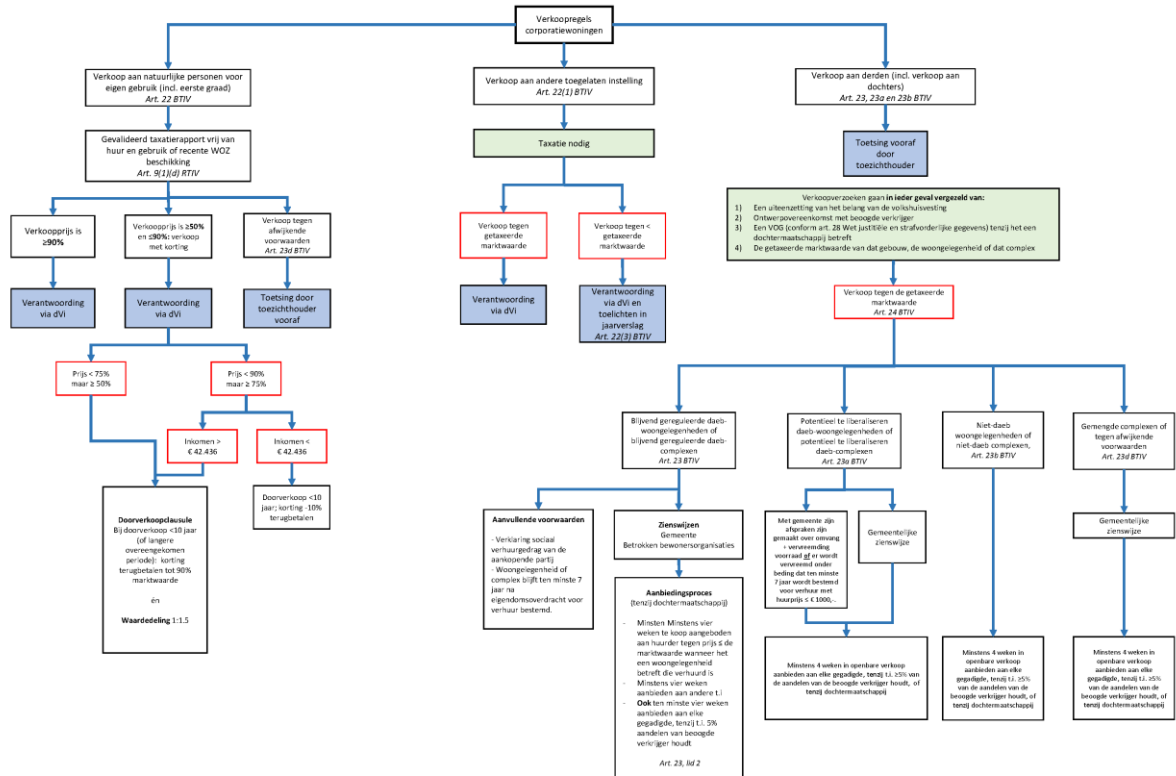 Verkoopregels
corporatiewoningen
Verkoop aan natuurlijke personen voor
eigen gebruik (incl. eerste graad)
Art. 22 BTIV
Verkoop aan andere toegelaten instelling
Art. 22(1) BTIV
Verkoop aan derden (incl. verkoop aan
dochters)
Art. 23, 23a en 23b BTIV
Gevalideerd taxatierapport vrij van
huur en gebruik of recente WOZ
beschikking
Art. 9(1)(d) RTIV
Taxatie nodig
Toetsing vooraf
door
toezichthouder
Verkoopprijs is
≥90%
Verkoopprijs is ≥50%
en ≤90%: verkoop
met korting
Verkoop tegen
afwijkende
voorwaarden
Art. 23d BTIV
Verkoop tegen
getaxeerde
marktwaarde
Verkoop tegen <
getaxeerde
marktwaarde
Verkoopverzoeken gaan in ieder geval vergezeld van:
1) Een uiteenzetting van het belang van de volkshuisvesting
2) Ontwerpovereenkomst met beoogde verkrijger
3) Een VOG (conform art. 28 Wet justitiële en strafvorderlijke gegevens) tenzij het een
dochtermaatschappij betreft
4) De getaxeerde marktwaarde van dat gebouw, de woongelegenheid of dat complex
Verantwoording
via dVi
Verantwoording
via dVi
Toetsing door
toezichthouder
vooraf
Verantwoording
via dVi
Verantwoording
via dVi en
toelichten in
jaarverslag
Art. 22(3) BTIV
Verkoop tegen de getaxeerde
marktwaarde
Art. 24 BTIV
Prijs < 75%
maar ≥ 50%
Prijs < 90%
maar ≥ 75%
Inkomen >
€ 42.436
Inkomen <
€ 42.436
Blijvend gereguleerde daeb-
woongelegenheden of
blijvend gereguleerde daeb-
complexen
Art. 23 BTIV
Potentieel te liberaliseren
daeb-woongelegenheden of
potentieel te liberaliseren
daeb-complexen
Art. 23a BTIV
Niet-daeb
woongelegenheden of
niet-daeb complexen,
Art. 23b BTIV
Gemengde complexen of
tegen afwijkende
voorwaarden
Art. 23d BTIV
Doorverkoopclausule
Bij doorverkoop <10 jaar
(of langere
overeengekomen
periode): korting
terugbetalen tot 90%
marktwaarde
én
Waardedeling 1:1.5
Doorverkoop <10
jaar; korting -10%
terugbetalen
Aanvullende voorwaarden
- Verklaring sociaal
verhuurgedrag van de
aankopende partij
- Woongelegenheid of
complex blijft ten minste 7
jaar na
eigendomsoverdracht voor
verhuur bestemd.
Zienswijzen
Gemeente
Betrokken bewonersorganisaties
Met gemeente zijn
afspraken zijn
gemaakt over omvang
+ vervreemding
voorraad of er wordt
vervreemd onder
beding dat ten minste
7 jaar wordt bestemd
voor verhuur met
huurprijs ≤ € 1000,-.
Gemeentelijke
zienswijze
Gemeentelijke
zienswijze
Aanbiedingsproces
(tenzij dochtermaatschappij)
- Minsten Minstens vier
weken te koop aangeboden
aan huurder tegen prijs ≤ de
marktwaarde wanneer het
een woongelegenheid
betreft die verhuurd is
- Minstens vier weken
aanbieden aan andere t.i
- Ook ten minste vier weken
aanbieden aan elke
gegadigde, tenzij t.i. 5%
aandelen van beoogde
verkrijger houdt
Art. 23, lid 2
Minstens 4 weken in openbare verkoop
aanbieden aan elke gegadigde, tenzij t.i. ≥5% van
de aandelen van de beoogde verkrijger houdt, of
tenzij dochtermaatschappij
Minstens 4 weken in
openbare verkoop
aanbieden aan elke
gegadigde, tenzij t.i. ≥5%
van de aandelen van de
beoogde verkrijger houdt, of
tenzij dochtermaatschappij
Minstens 4 weken in
openbare verkoop
aanbieden aan elke
gegadigde, tenzij t.i. ≥5%
van de aandelen van de
beoogde verkrijger houdt, of
tenzij dochtermaatschappij